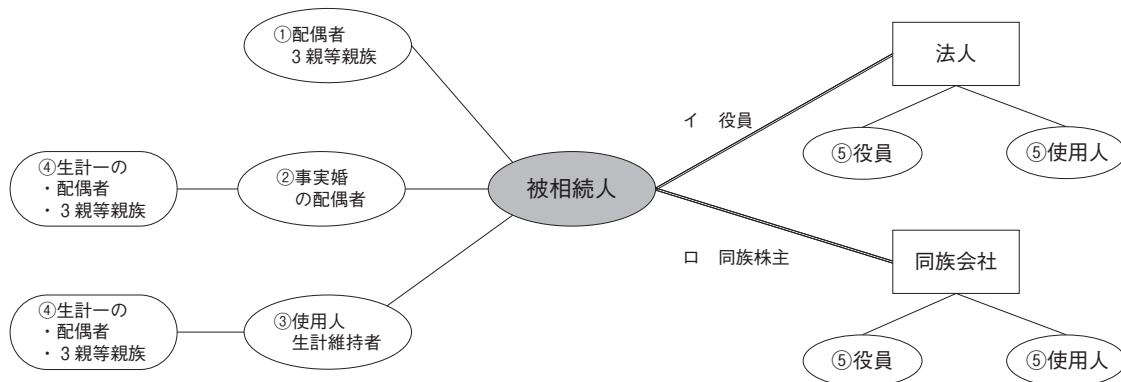 ①配偶者
3親等親族
④生計一の
・配偶者
・3親等親族
②事実婚
の配偶者
④生計一の
・配偶者
・3親等親族
③使用人
生計維持者
被相続人
イ 役員
法人
⑤役員
⑤使用人
ロ 同族株主
同族会社
⑤役員
⑤使用人